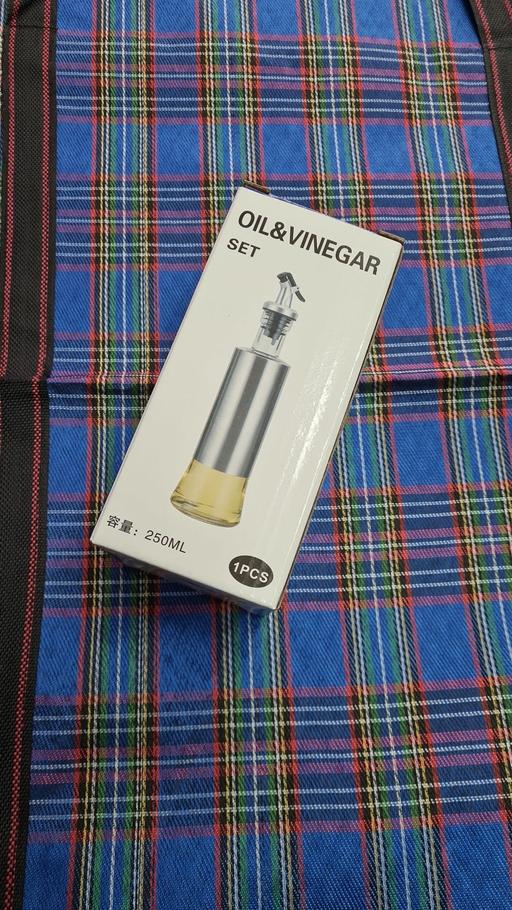 OIL&VINEGAR
SET
容量：250ML
1PCS